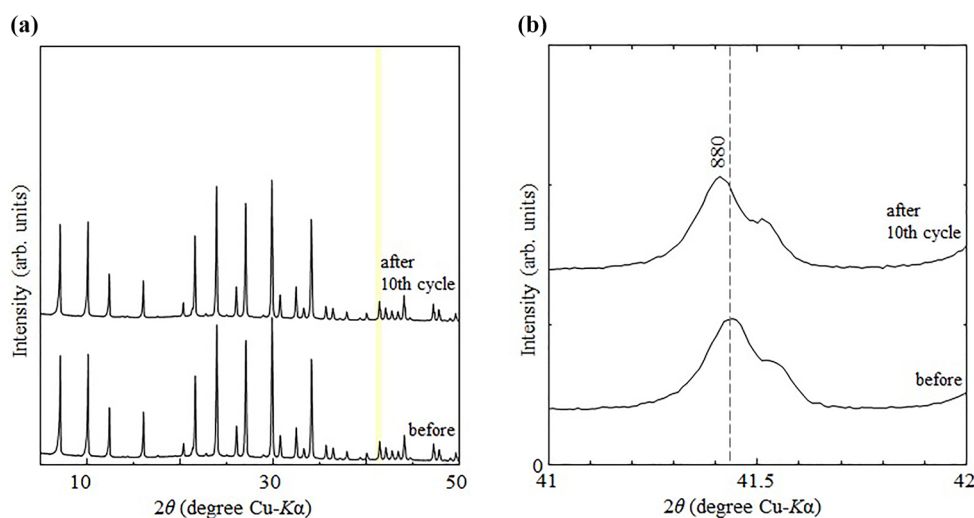 (a)
(b)
Intensity (arb. units)
after
10th cycle
before
10
30
50
2θ (degree Cu-Kα)
Intensity (arb. units)
880
after
10th cycle
before
0
41
41.5
42
2θ (degree Cu-Kα)